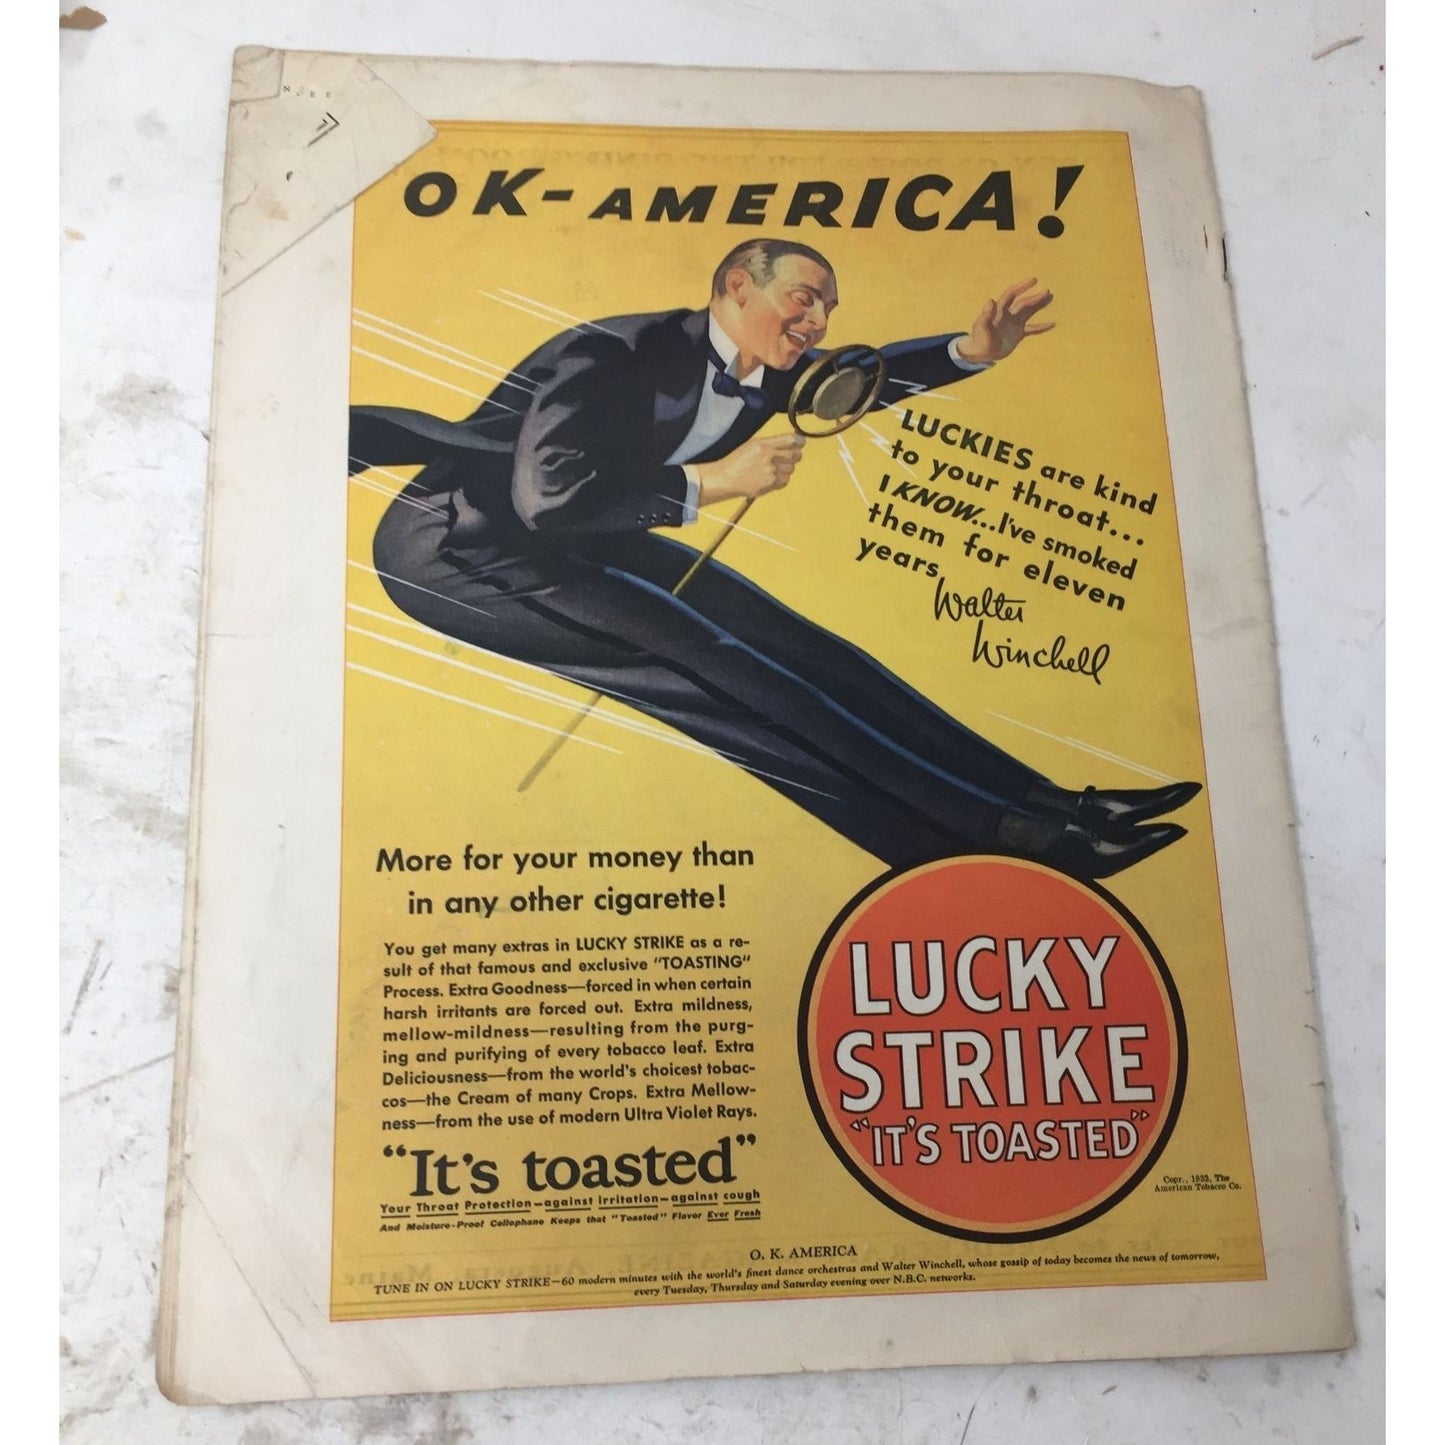 OK-AMERICA!
LUCKIES are kind
to your throat...
I KNOW...I've smoked
them for eleven
years
Walter
Winchell
More for your money than
in any other cigarette!
You get many extras in LUCKY STRIKE as a re-
sult of that famous and exclusive "TOASTING"
Process. Extra Goodness—forced in when certain
harsh irritants are forced out. Extra mildness,
mellow-mildness—resulting from the purg-
ing and purifying of every tobacco leaf. Extra
Deliciousness—from the world's choicest tobac-
cos—the Cream of many Crops. Extra Mellow-
ness—from the use of modern Ultra Violet Rays.
"It's toasted"
Your Throat Protection—against irritation—against cough
And Moisture-Proof Cellophane Keeps that "Toasted" Flavor Ever Fresh
LUCKY
STRIKE
"IT'S TOASTED"
Copr., 1932, The
American Tobacco Co.
O. K. AMERICA
TUNE IN ON LUCKY STRIKE—60 modern minutes with the world's finest dance orchestras and Walter Winchell, whose gossip of today becomes the news of tomorrow,
every Tuesday, Thursday and Saturday evening over N.B.C. networks.